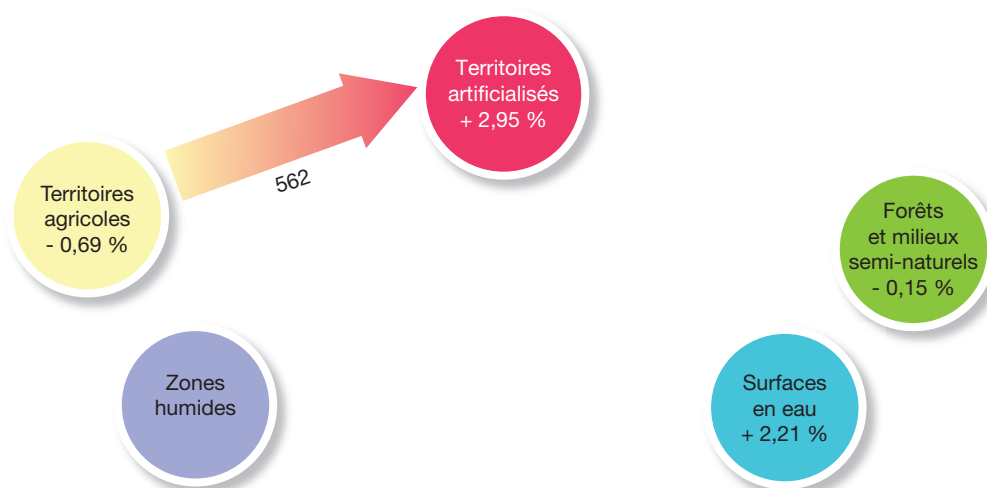 Territoires
artificialisés
+ 2,95 %
562
Territoires
agricoles
- 0,69 %
Forêts
et milieux
semi-naturels
- 0,15 %
Zones
humides
Surfaces
en eau
+ 2,21 %